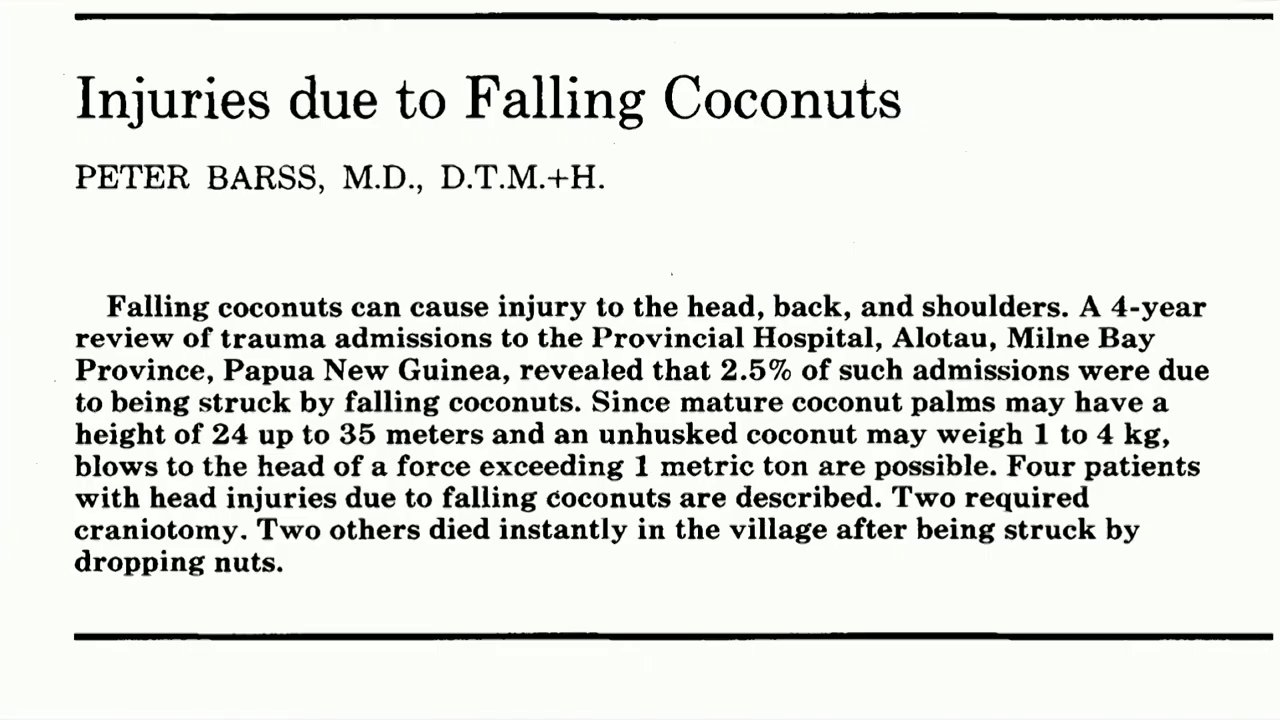 Injuries due to Falling Coconuts
PETER BARSS, M.D., D.T.M.+H.
Falling coconuts can cause injury to the head, back, and shoulders. A 4-year
review of trauma admissions to the Provincial Hospital, Alotau, Milne Bay
Province, Papua New Guinea, revealed that 2.5% of such admissions were due
to being struck by falling coconuts. Since mature coconut palms may have a
height of 24 up to 35 meters and an unhusked coconut may weigh 1 to 4 kg,
blows to the head of a force exceeding 1 metric ton are possible. Four patients
with head injuries due to falling coconuts are described. Two required
craniotomy. Two others died instantly in the village after being struck by
dropping nuts.